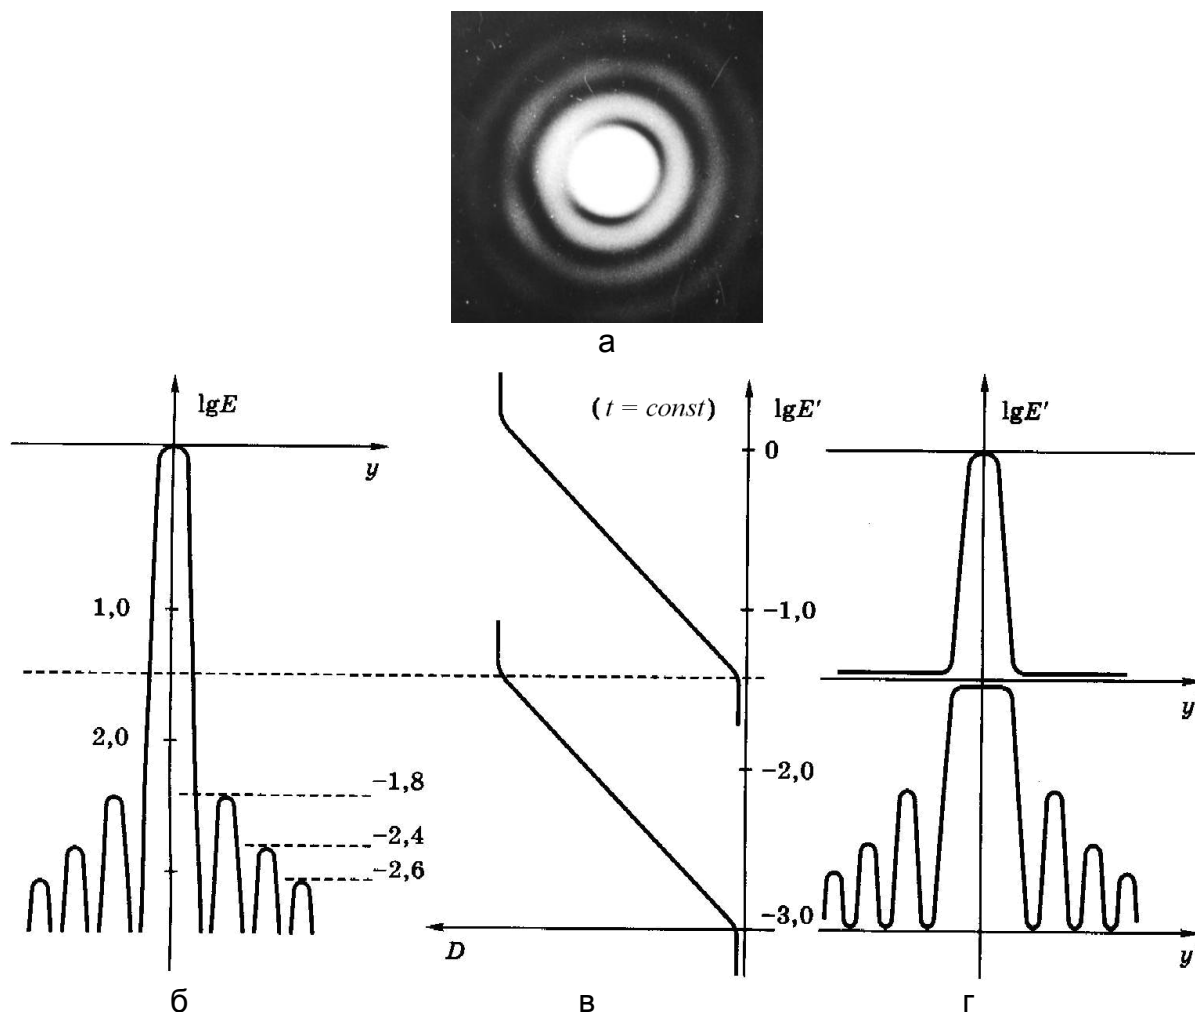 а
lgE
y
1,0
2,0
–1,8
–2,4
–2,6
б
(t = const)
lgE'
0
–1,0
–2,0
–3,0
D
в
lgE'
y
y
г